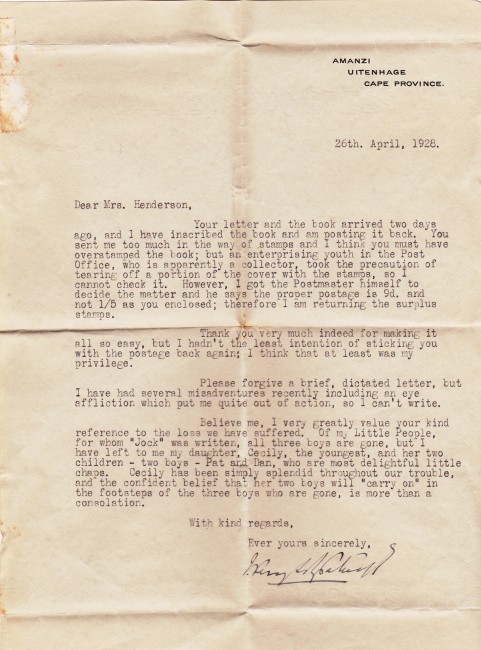 AMANZI
UITENHAGE
CAPE PROVINCE.
26th. April, 1928.
Dear Mrs. Henderson,
Your letter and the book arrived two days
ago, and I have inscribed the book and am posting it back. You
sent me too much in the way of stamps and I think you must have
overstamped the book; but an enterprising youth in the Post
Office, who is apparently a collector, took the precaution of
tearing off a portion of the cover with the stamps, so I
cannot check it. However, I got the Postmaster himself to
decide the matter and he says the proper postage is 9d. and
not 1/5 as you enclosed; therefore I am returning the surplus
stamps.
Thank you very much indeed for making it
all so easy, but I hadn't the least intention of sticking you
with the postage back again; I think that at least was my
privilege.
Please forgive a brief, dictated letter, but
I have had several misadventures recently including an eye
affliction which put me quite out of action, so I can't write.
Believe me, I very greatly value your kind
reference to the loss we have suffered. Of my Little People,
for whom "Jock" was written, all three boys are gone, but I
have left to me my daughter, Cecily, the youngest, and her two
children - two boys - Pat and Dan, who are most delightful little
chaps. Cecily has been simply splendid throughout our trouble,
and the confident belief that her two boys will "carry on" in
the footsteps of the three boys who are gone, is more than a
consolation.
With kind regards,
Ever yours sincerely,